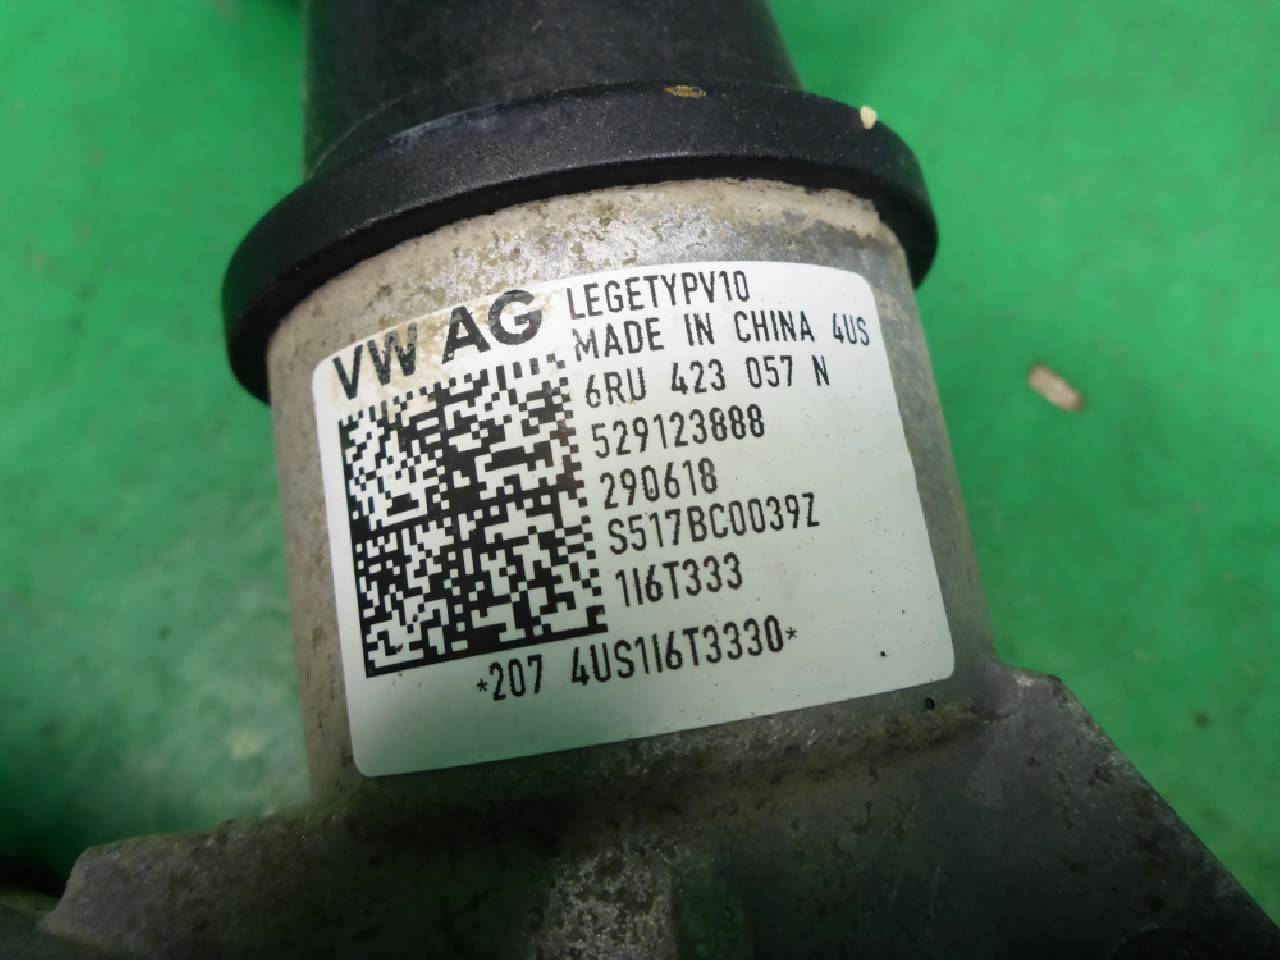 VW AG
LEGETYPV10
MADE IN CHINA 4US
6RU 423 057 N
529123888
290618
S517BC0039Z
1I6T333
*207 4US1I6T3330*